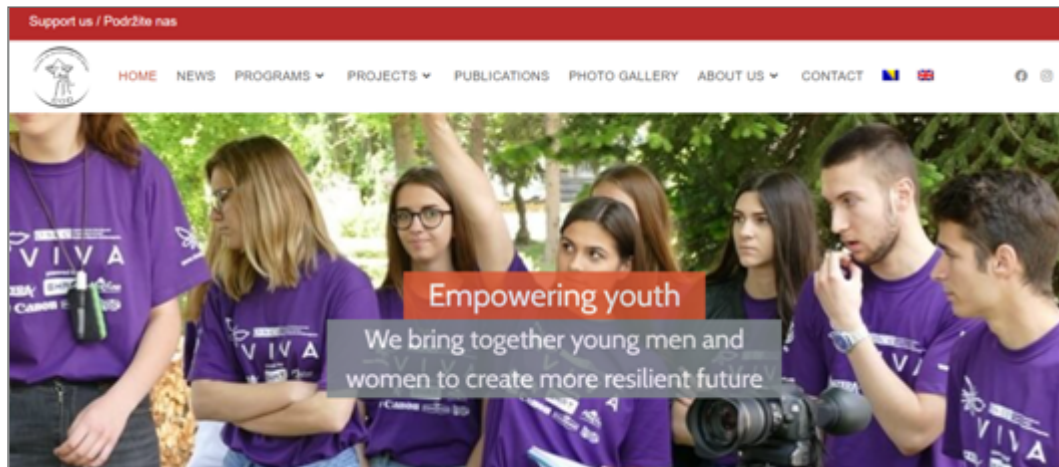 Support us / Podržite nas
HOME NEWS PROGRAMS PROJECTS PUBLICATIONS PHOTO GALLERY ABOUT US CONTACT
VIVA
Canon
VIVA
Canon
VIVA
Empowering youth
We bring together young men and
women to create more resilient future